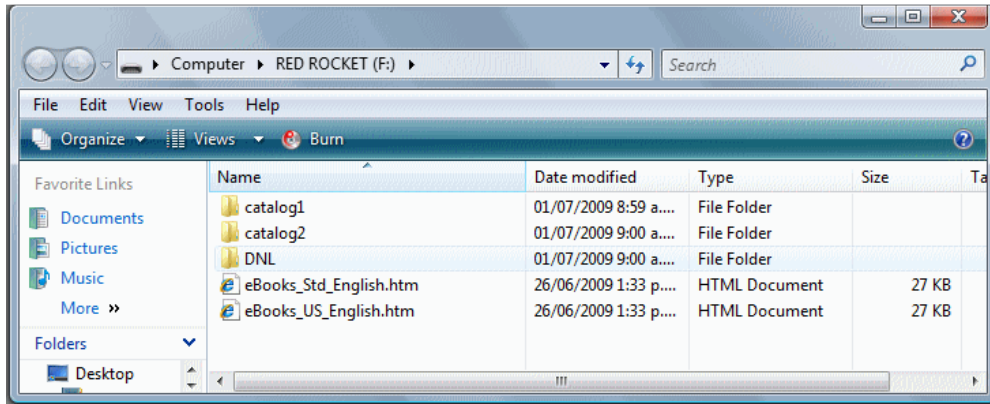 Computer ▸ RED ROCKET (F:) ▸ Search
File Edit View Tools Help
Organize Views Burn
Favorite Links
Documents
Pictures
Music
More »
Folders
Desktop
Name Date modified Type Size Ta
catalog1 01/07/2009 8:59 a.... File Folder
catalog2 01/07/2009 9:00 a.... File Folder
DNL 01/07/2009 9:00 a.... File Folder
eBooks_Std_English.htm 26/06/2009 1:33 p.... HTML Document 27 KB
eBooks_US_English.htm 26/06/2009 1:33 p.... HTML Document 27 KB